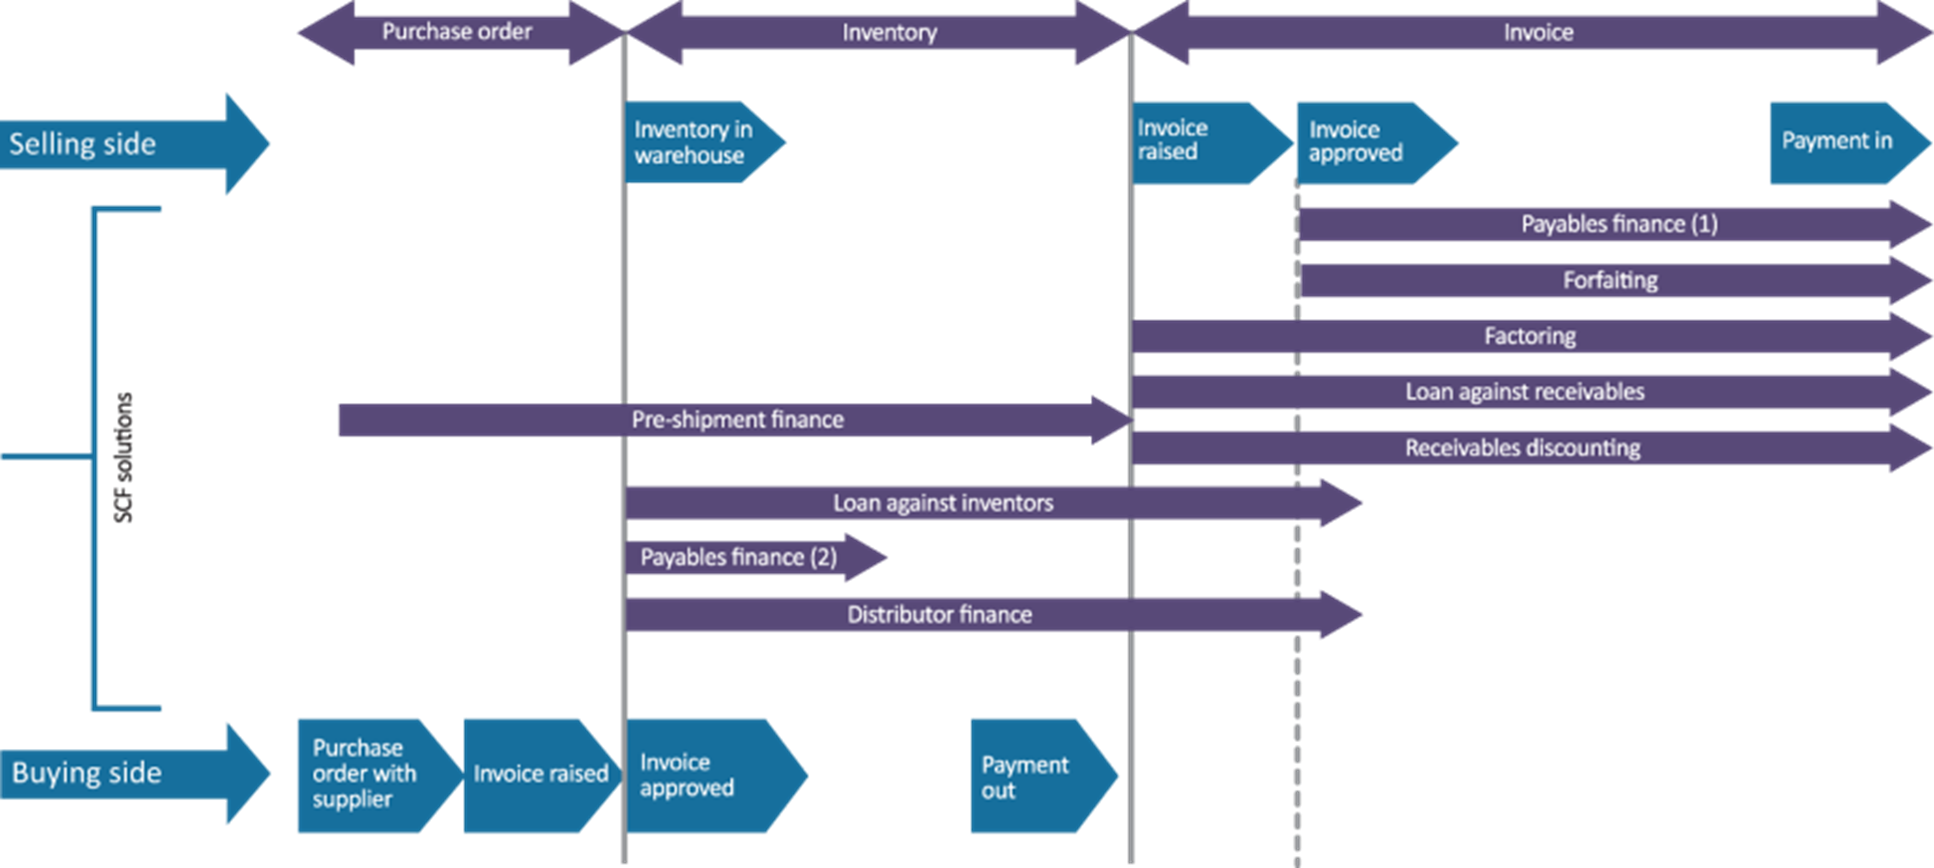 Purchase order
Inventory
Invoice
Selling side
Inventory in
warehouse
Invoice
raised
Invoice
approved
Payment in
Payables finance (1)
Forfaiting
Factoring
Loan against receivables
Pre-shipment finance
Receivables discounting
SCF solutions
Loan against inventors
Payables finance (2)
Distributor finance
Buying side
Purchase
order with
supplier
Invoice raised
Invoice
approved
Payment
out